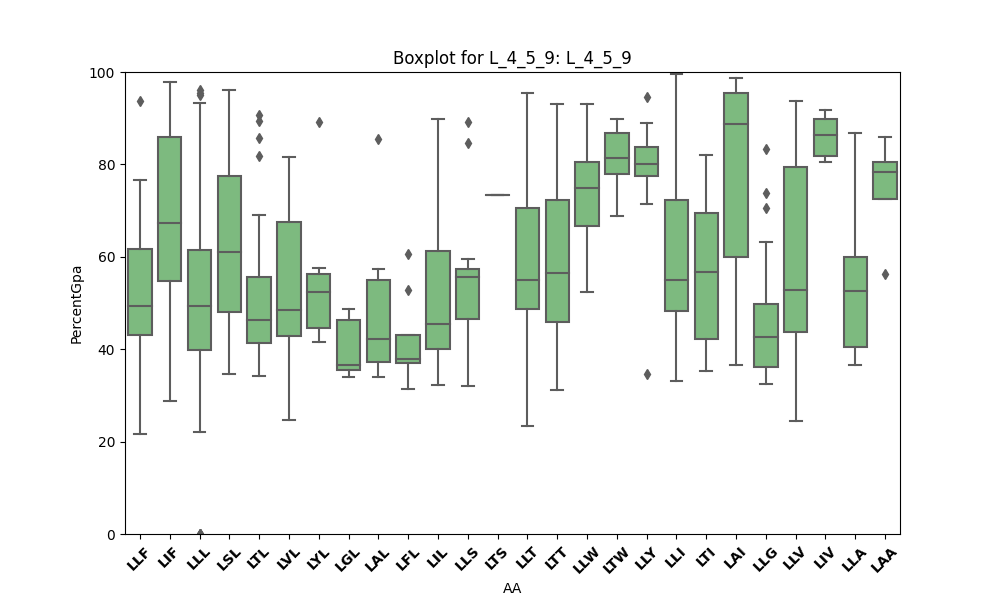 Boxplot for L_4_5_9: L_4_5_9
100
80
60
40
20
0
PercentGpa
LLF LIF LLL LSL LTL LVL LYL LGL LAL LFL LIL LLS LTS LLT LTT LLW LTW LLY LLI LTI LAI LLG LLV LIV LLA LAA
AA